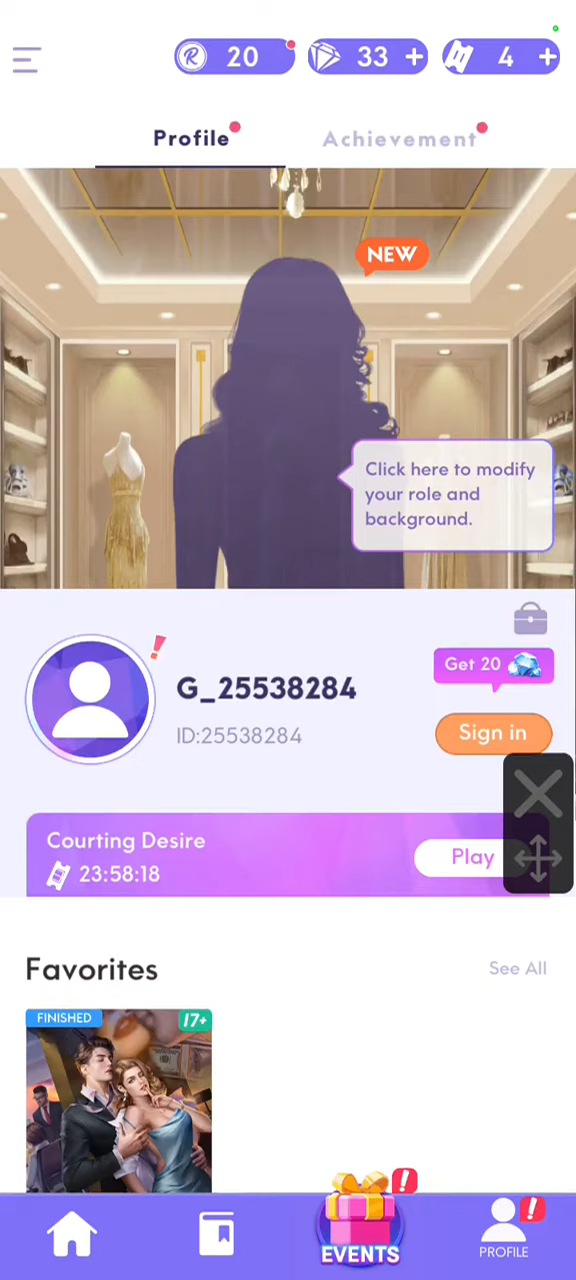 20
33
4
Profile
Achievement
NEW
Click here to modify
your role and
background.
Get 20
G_25538284
ID:25538284
Sign in
Courting Desire
23:58:18
Play
Favorites
See All
FINISHED
17+
EVENTS
PROFILE